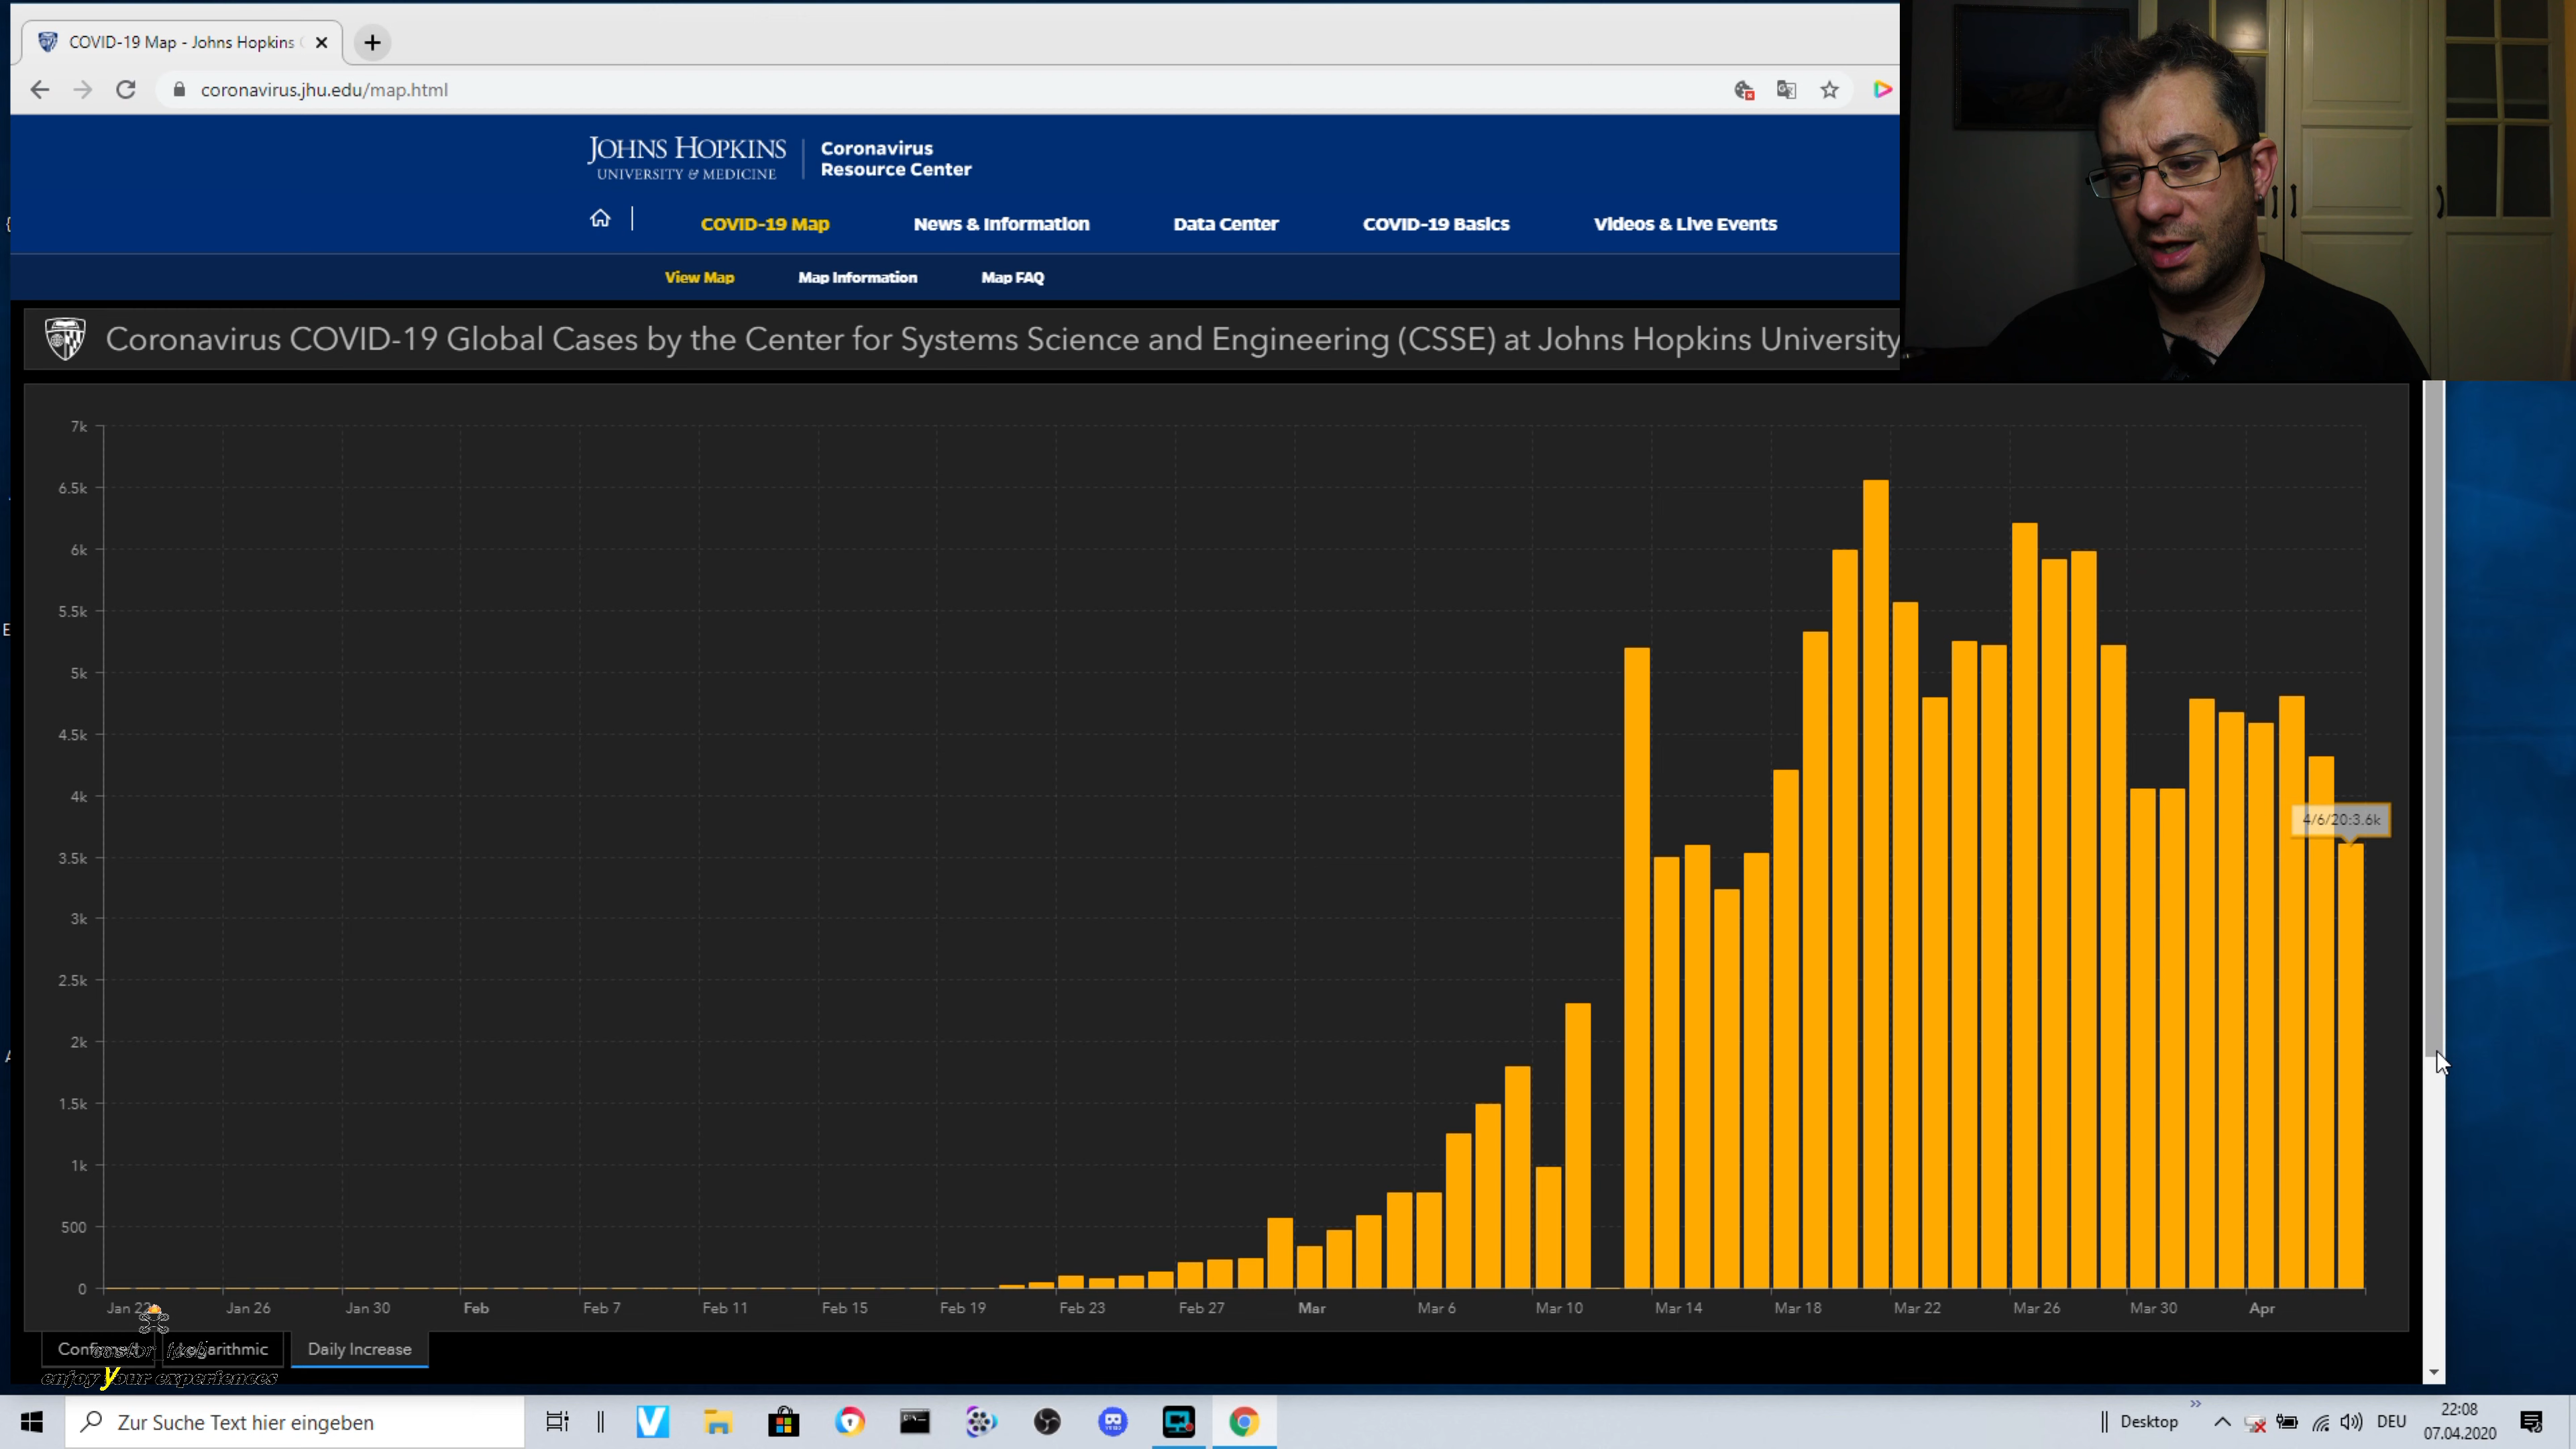 COVID-19 Map - Johns Hopkins
coronavirus.jhu.edu/map.html
JOHNS HOPKINS
UNIVERSITY & MEDICINE
Coronavirus
Resource Center
COVID-19 Map News & Information Data Center COVID-19 Basics Videos & Live Events
View Map Map Information Map FAQ
Coronavirus COVID-19 Global Cases by the Center for Systems Science and Engineering (CSSE) at Johns Hopkins University
7k
6.5k
6k
5.5k
5k
4.5k
4k
4/6/20:3.6k
3.5k
3k
2.5k
2k
1.5k
1k
500
0
Jan 22 Jan 26 Jan 30 Feb Feb 7 Feb 11 Feb 15 Feb 19 Feb 23 Feb 27 Mar Mar 6 Mar 10 Mar 14 Mar 18 Mar 22 Mar 26 Mar 30 Apr
Confirmed Logarithmic Daily Increase
enjoy your experiences
Zur Suche Text hier eingeben
Desktop
DEU
22:08
07.04.2020